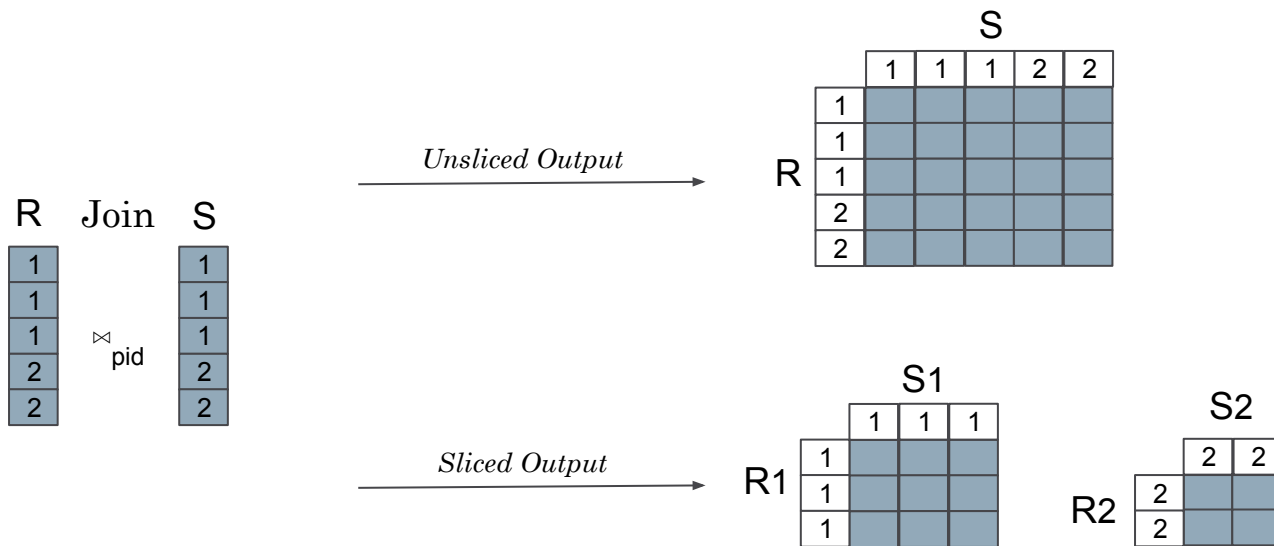 R Join S
1 1
1 1
1 ⋈ pid 1
2 2
2 2
Unsliced Output
S
1 1 1 2 2
1
1
R 1
2
2
Sliced Output
S1
1 1 1
1
R1 1
1
S2
2 2
R2 2
2